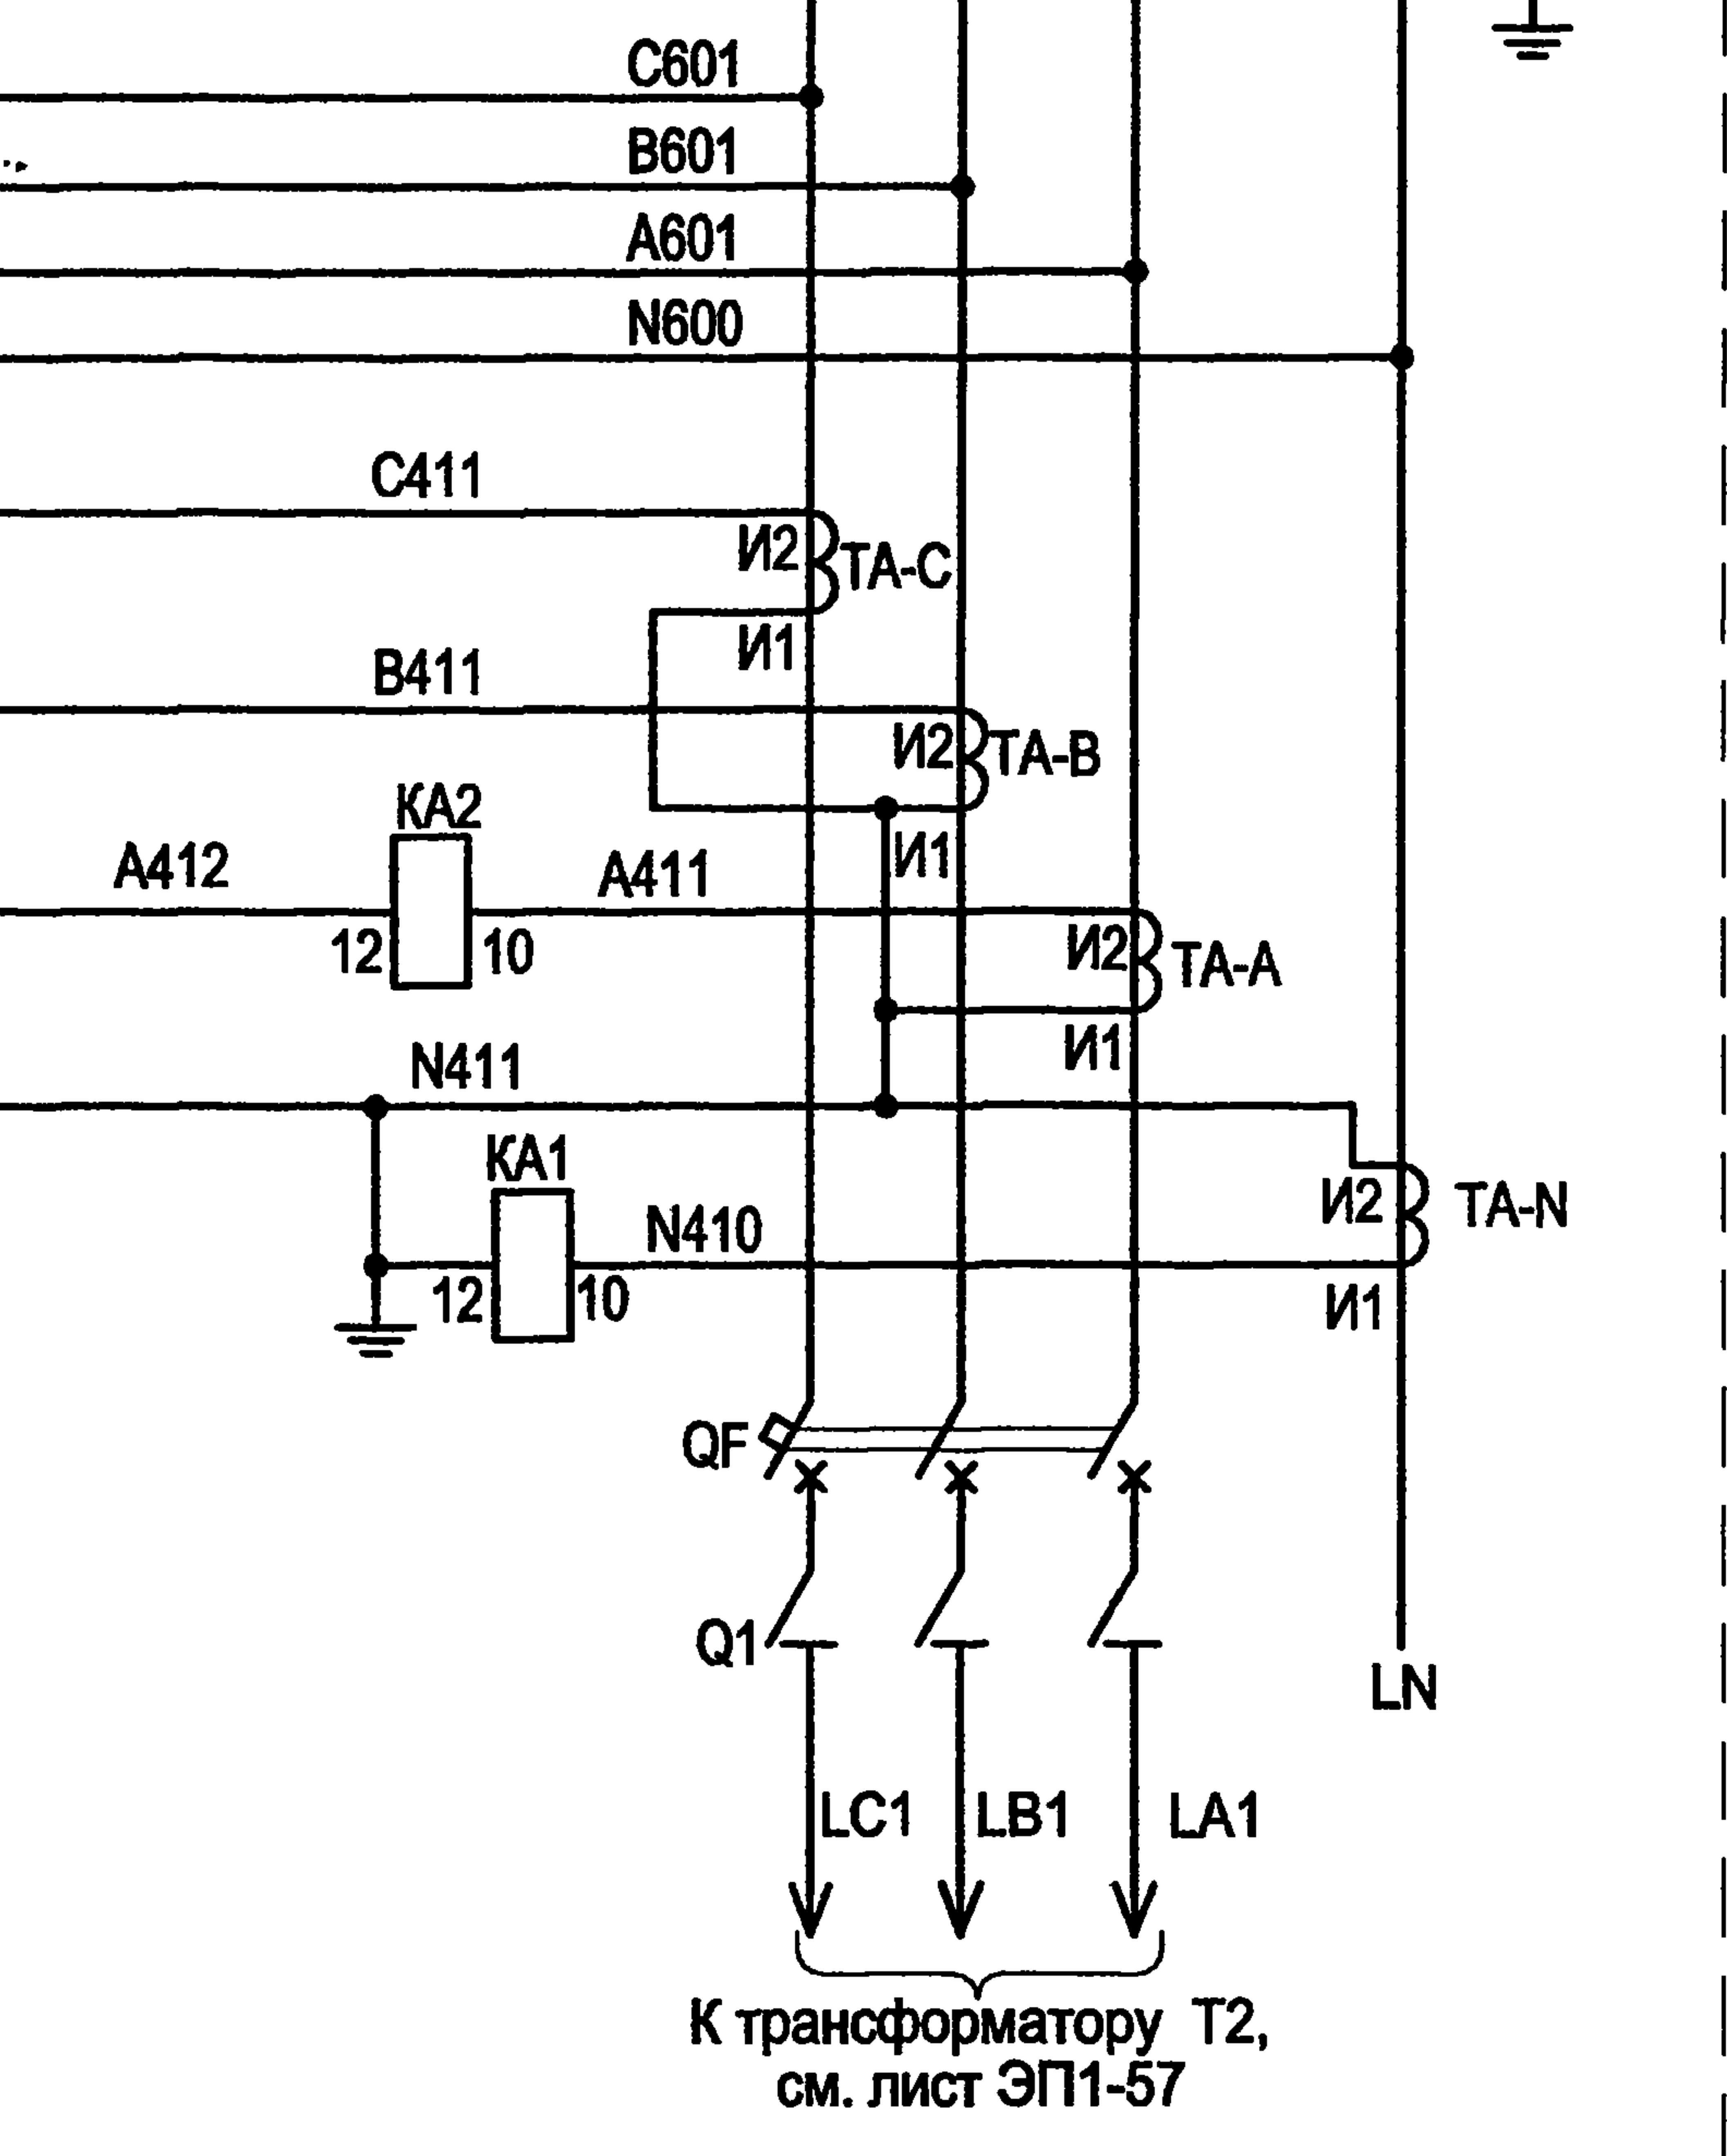 C601
B601
A601
N600
C411
И2 TA-C
И1
B411
И2 TA-B
KA2
И1
A412 A411
12 10
И2 TA-A
И1
N411
KA1
N410
И2 TA-N
12 10
И1
QF
Q1
LN
LC1 LB1 LA1
К трансформатору Т2,
см. лист ЭП1-57